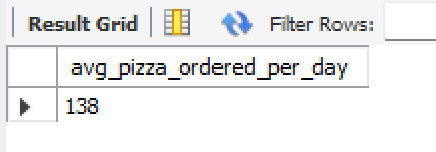 Result Grid Filter Rows:
avg_pizza_ordered_per_day
138